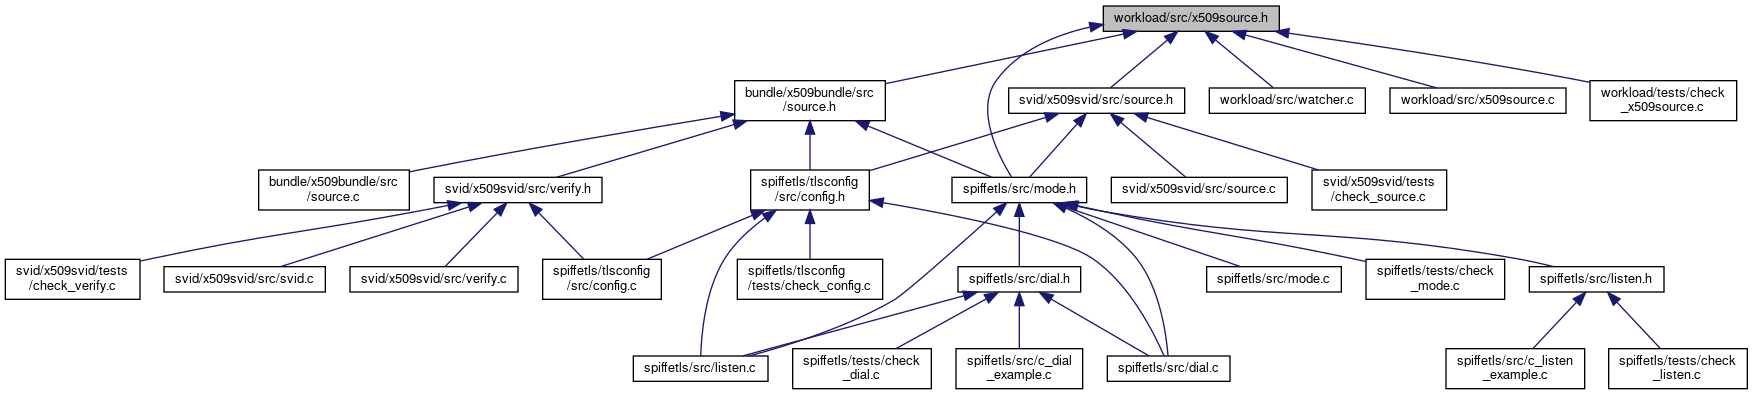 workload/src/x509source.h
bundle/x509bundle/src
/source.h
svid/x509svid/src/source.h
workload/src/watcher.c
workload/src/x509source.c
workload/tests/check
_x509source.c
bundle/x509bundle/src
/source.c
svid/x509svid/src/verify.h
spiffetls/tlsconfig
/src/config.h
spiffetls/src/mode.h
svid/x509svid/src/source.c
svid/x509svid/tests
/check_source.c
svid/x509svid/tests
/check_verify.c
svid/x509svid/src/svid.c
svid/x509svid/src/verify.c
spiffetls/tlsconfig
/src/config.c
spiffetls/tlsconfig
/tests/check_config.c
spiffetls/src/dial.h
spiffetls/src/mode.c
spiffetls/tests/check
_mode.c
spiffetls/src/listen.h
spiffetls/src/listen.c
spiffetls/tests/check
_dial.c
spiffetls/src/c_dial
_example.c
spiffetls/src/dial.c
spiffetls/src/c_listen
_example.c
spiffetls/tests/check
_listen.c